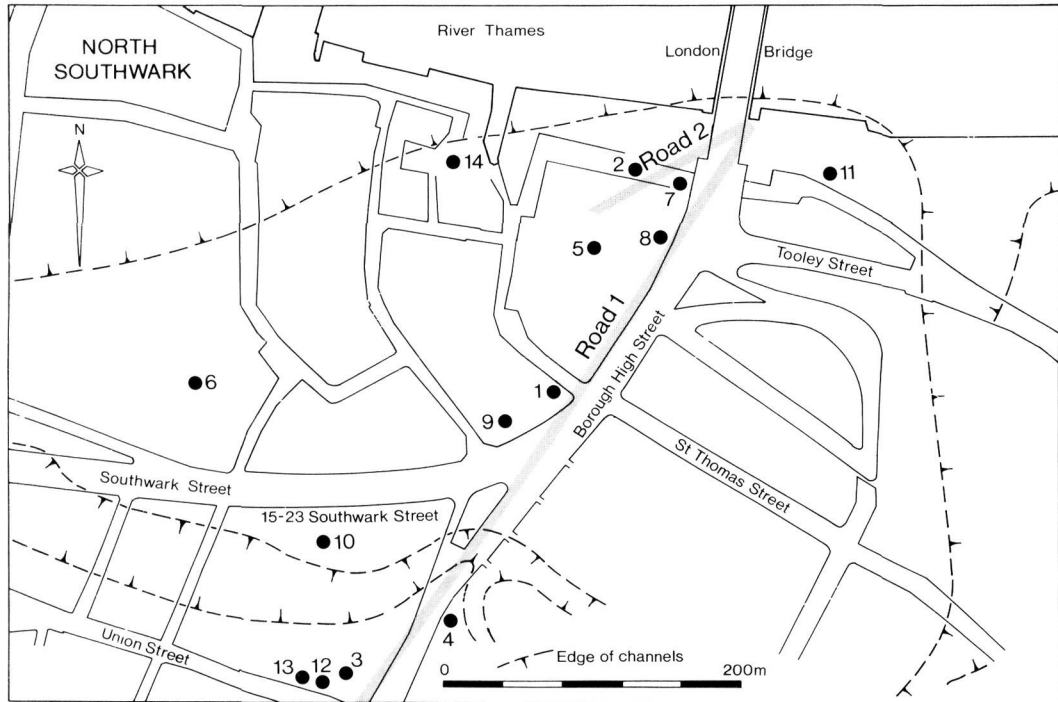 River Thames
NORTH
SOUTHWARK
London
Bridge
N
14
2
Road 2
7
11
5
8
Tooley Street
Road 1
6
1
Borough High Street
9
St Thomas Street
Southwark Street
15-23 Southwark Street
10
4
Union Street
13
12
3
0
Edge of channels
200m